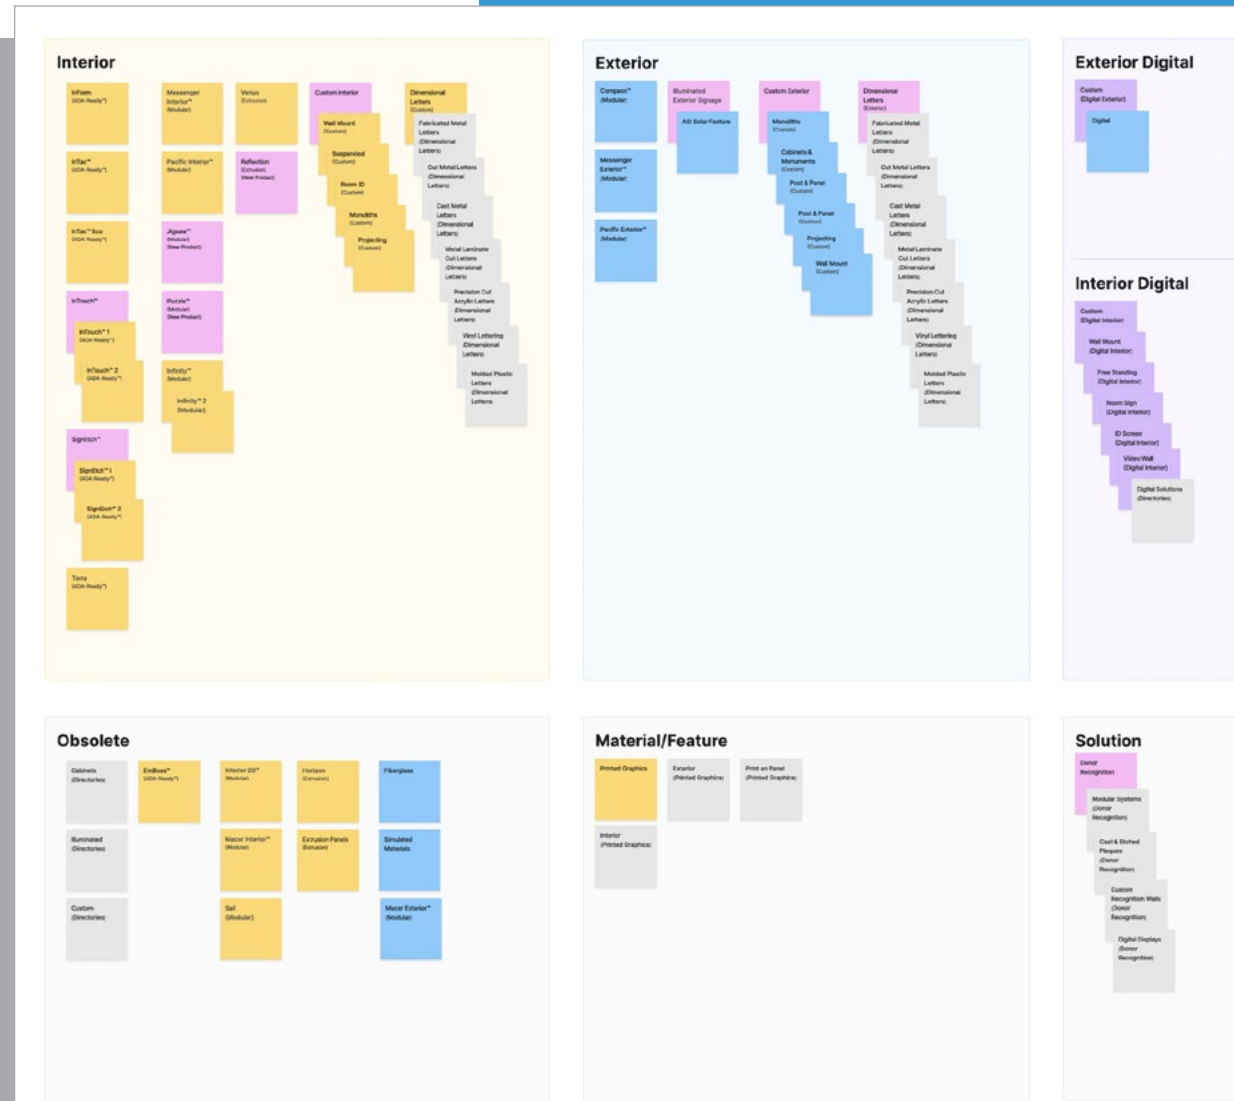 Interior
InForm
(ADA-Ready™)
InTac™
(ADA-Ready™)
InTac™ Evo
(ADA-Ready™)
InTouch™
InTouch™ 1
(ADA-Ready™)
InTouch™ 2
(ADA-Ready™)
SignEtch™
SignEtch™ 1
(ADA-Ready™)
SignEtch™ 2
(ADA-Ready™)
Terra
(ADA-Ready™)
Messenger
Interior™
(Modular)
Pacific Interior™
(Modular)
Jigsaw™
(Modular)
(New Product)
Puzzle™
(Modular)
(New Product)
Infinity™
(Modular)
Infinity™ 2
(Modular)
Venus
(Extrusion)
Reflection
(Extrusion)
(New Product)
Custom Interior
Wall Mount
(Custom)
Suspended
(Custom)
Room ID
(Custom)
Monoliths
(Custom)
Projecting
(Custom)
Dimensional
Letters
(Custom)
Fabricated Metal
Letters
(Dimensional
Letters)
Cut Metal Letters
(Dimensional
Letters)
Cast Metal
Letters
(Dimensional
Letters)
Metal Laminate
Cut Letters
(Dimensional
Letters)
Precision Cut
Acrylic Letters
(Dimensional
Letters)
Vinyl Lettering
(Dimensional
Letters)
Molded Plastic
Letters
(Dimensional
Letters)
Exterior
Compass™
(Modular)
Messenger
Exterior™
(Modular)
Pacific Exterior™
(Modular)
Illuminated
Exterior Signage
ASI Solar Feature
Custom Exterior
Monoliths
(Custom)
Cabinets &
Monuments
(Custom)
Post & Panel
(Custom)
Post & Panel
(Custom)
Projecting
(Custom)
Wall Mount
(Custom)
Dimensional
Letters
(Exterior)
Fabricated Metal
Letters
(Dimensional
Letters)
Cut Metal Letters
(Dimensional
Letters)
Cast Metal
Letters
(Dimensional
Letters)
Metal Laminate
Cut Letters
(Dimensional
Letters)
Precision Cut
Acrylic Letters
(Dimensional
Letters)
Vinyl Lettering
(Dimensional
Letters)
Molded Plastic
Letters
(Dimensional
Letters)
Exterior Digital
Custom
(Digital Exterior)
Digital
Interior Digital
Custom
(Digital Interior)
Wall Mount
(Digital Interior)
Free Standing
(Digital Interior)
Room Sign
(Digital Interior)
ID Screen
(Digital Interior)
Video Wall
(Digital Interior)
Digital Solutions
(Directories)
Obsolete
Cabinets
(Directories)
Illuminated
(Directories)
Custom
(Directories)
EmBoss™
(ADA-Ready™)
Interior 20™
(Modular)
Macer Interior™
(Modular)
Sail
(Modular)
Horizon
(Extrusion)
Extrusion Panels
(Extrusion)
Fiberglass
Simulated
Materials
Macer Exterior™
(Modular)
Material/Feature
Printed Graphics
Exterior
(Printed Graphics)
Print on Panel
(Printed Graphics)
Interior
(Printed Graphics)
Solution
Donor
Recognition
Modular Systems
(Donor
Recognition)
Cast & Etched
Plaques
(Donor
Recognition)
Custom
Recognition Walls
(Donor
Recognition)
Digital Displays
(Donor
Recognition)